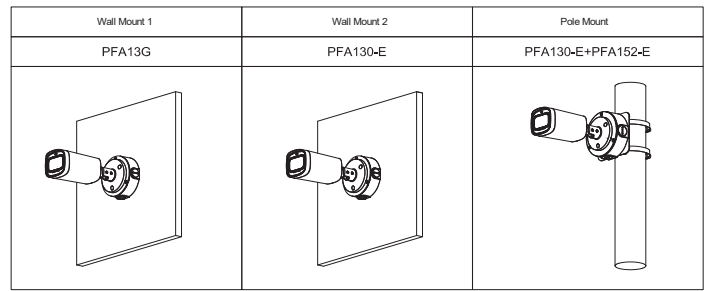 Wall Mount 1
Wall Mount 2
Pole Mount
PFA13G
PFA130-E
PFA130-E+PFA152-E